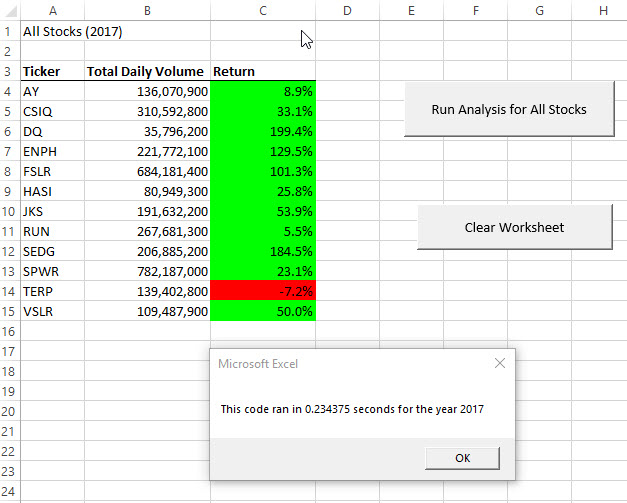 A B C D E F G H
1 All Stocks (2017)
2
3 Ticker Total Daily Volume Return
4 AY 136,070,900 8.9% Run Analysis for All Stocks
5 CSIQ 310,592,800 33.1%
6 DQ 35,796,200 199.4%
7 ENPH 221,772,100 129.5%
8 FSLR 684,181,400 101.3%
9 HASI 80,949,300 25.8%
10 JKS 191,632,200 53.9% Clear Worksheet
11 RUN 267,681,300 5.5%
12 SEDG 206,885,200 184.5%
13 SPWR 782,187,000 23.1%
14 TERP 139,402,800 -7.2%
15 VSLR 109,487,900 50.0%
16
17
18 Microsoft Excel
19
20 This code ran in 0.234375 seconds for the year 2017
21
22 OK
23
24